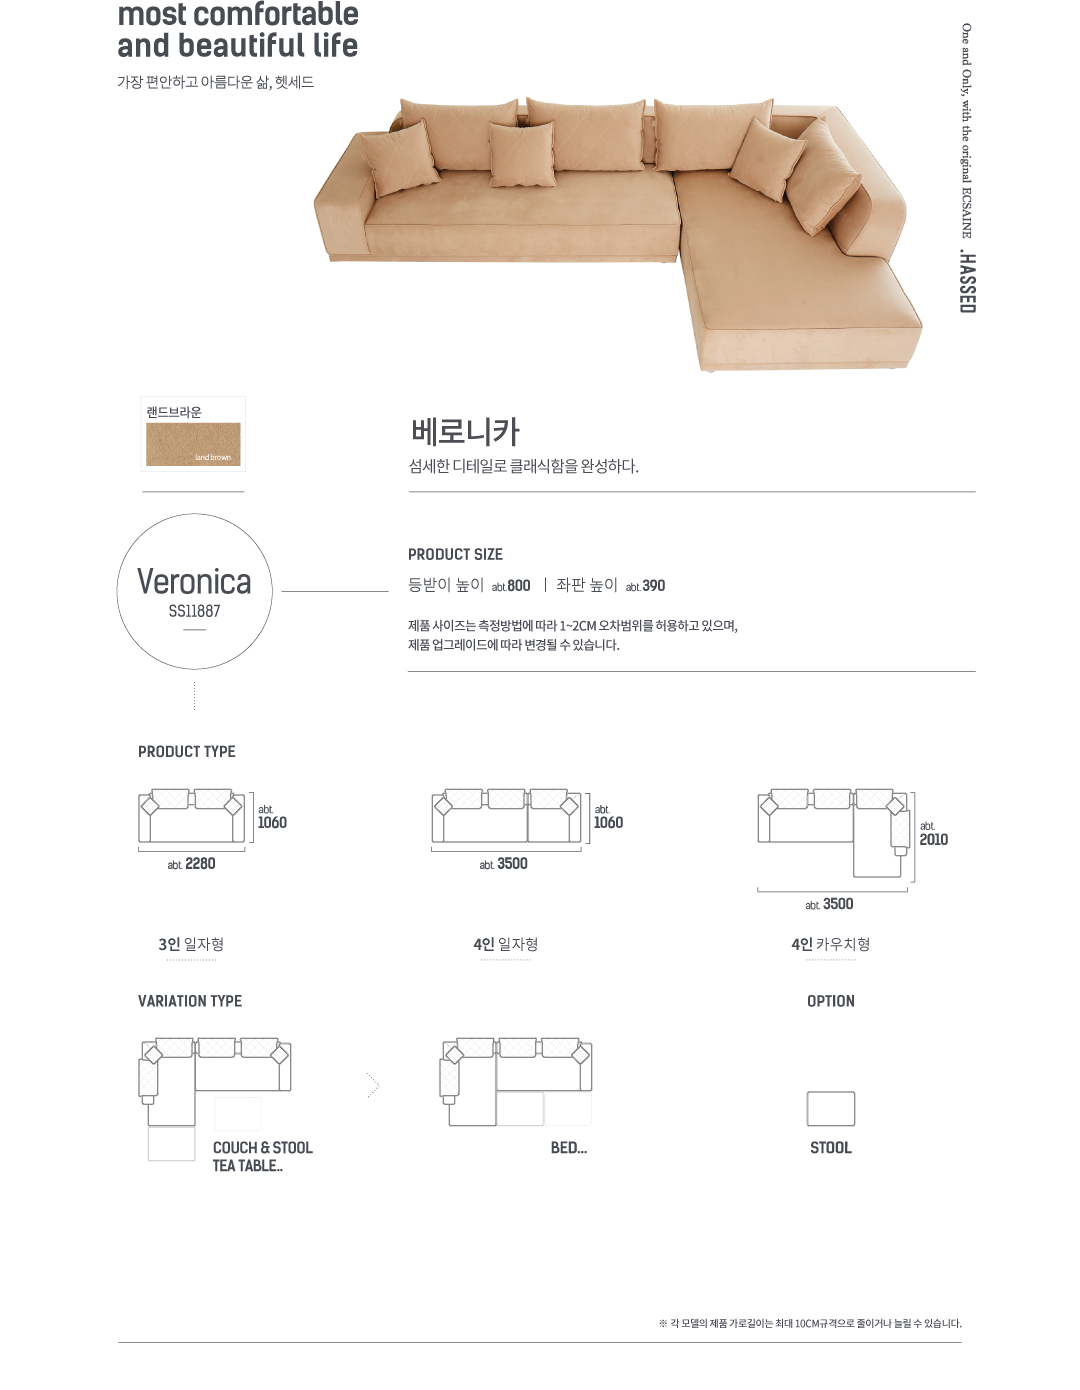 most comfortable
and beautiful life
가장 편안하고 아름다운 삶, 헷세드
One and Only, with the original ECSAINE .HASSED
랜드브라운
land brown.
베로니카
섬세한 디테일로 클래식함을 완성하다.
Veronica
SS11887
PRODUCT SIZE
등받이 높이 abt.800 | 좌판 높이 abt.390
제품 사이즈는 측정방법에 따라 1~2CM 오차범위를 허용하고 있으며,
제품 업그레이드에 따라 변경될 수 있습니다.
PRODUCT TYPE
abt.
1060
abt. 2280
3인 일자형
abt.
1060
abt. 3500
4인 일자형
abt.
2010
abt. 3500
4인 카우치형
VARIATION TYPE
COUCH & STOOL
TEA TABLE..
BED...
OPTION
STOOL
※ 각 모델의 제품 가로길이는 최대 10CM규격으로 줄이거나 늘릴 수 있습니다.